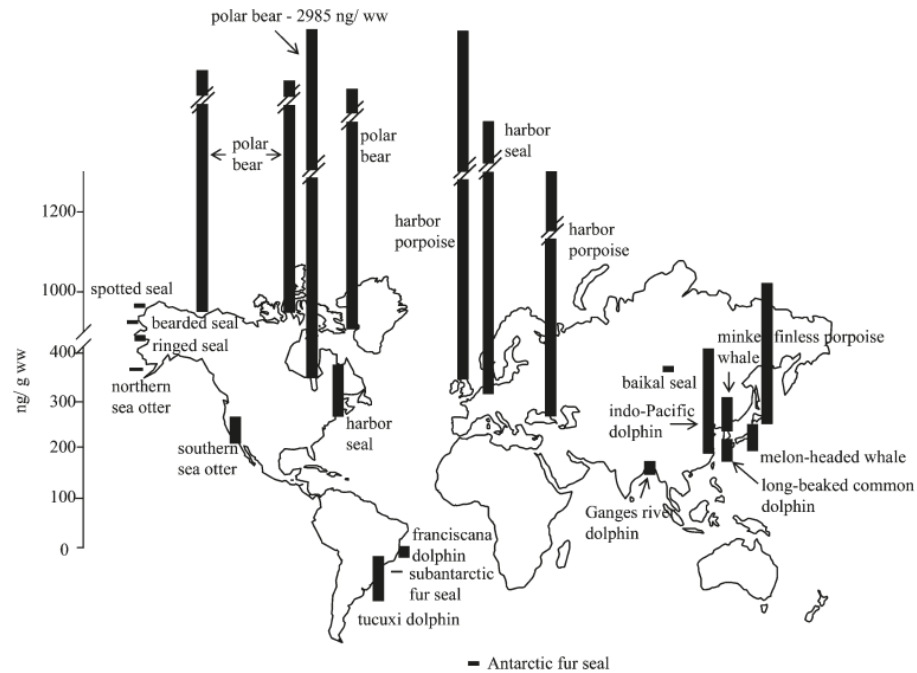 polar bear - 2985 ng/ ww
polar
bear
polar
bear
harbor
seal
harbor
porpoise
harbor
porpoise
1200
1000
400
300
200
100
0
ng/ g ww
spotted seal
bearded seal
ringed seal
northern
sea otter
southern
sea otter
harbor
seal
minke finless porpoise
whale
baikal seal
indo-Pacific
dolphin
melon-headed whale
long-beaked common
dolphin
Ganges river
dolphin
franciscana
dolphin
subantarctic
fur seal
tucuxi dolphin
Antarctic fur seal